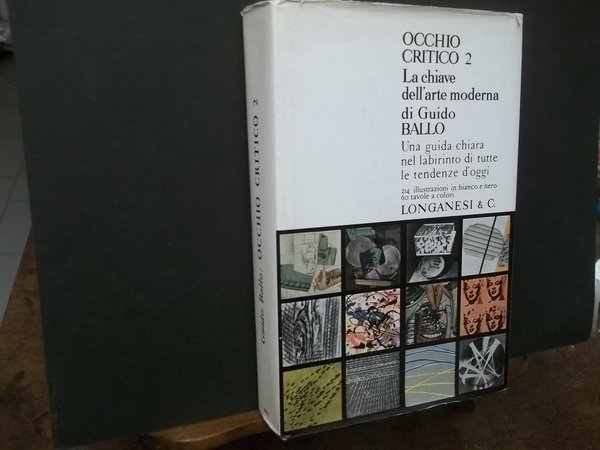 OCCHIO
CRITICO 2
La chiave
dell'arte moderna
di Guido
BALLO
Una guida chiara
nel labirinto di tutte
le tendenze d'oggi
214 illustrazioni in bianco e nero
60 tavole a colori
LONGANESI & C.
Guido Ballo: OCCHIO CRITICO 2